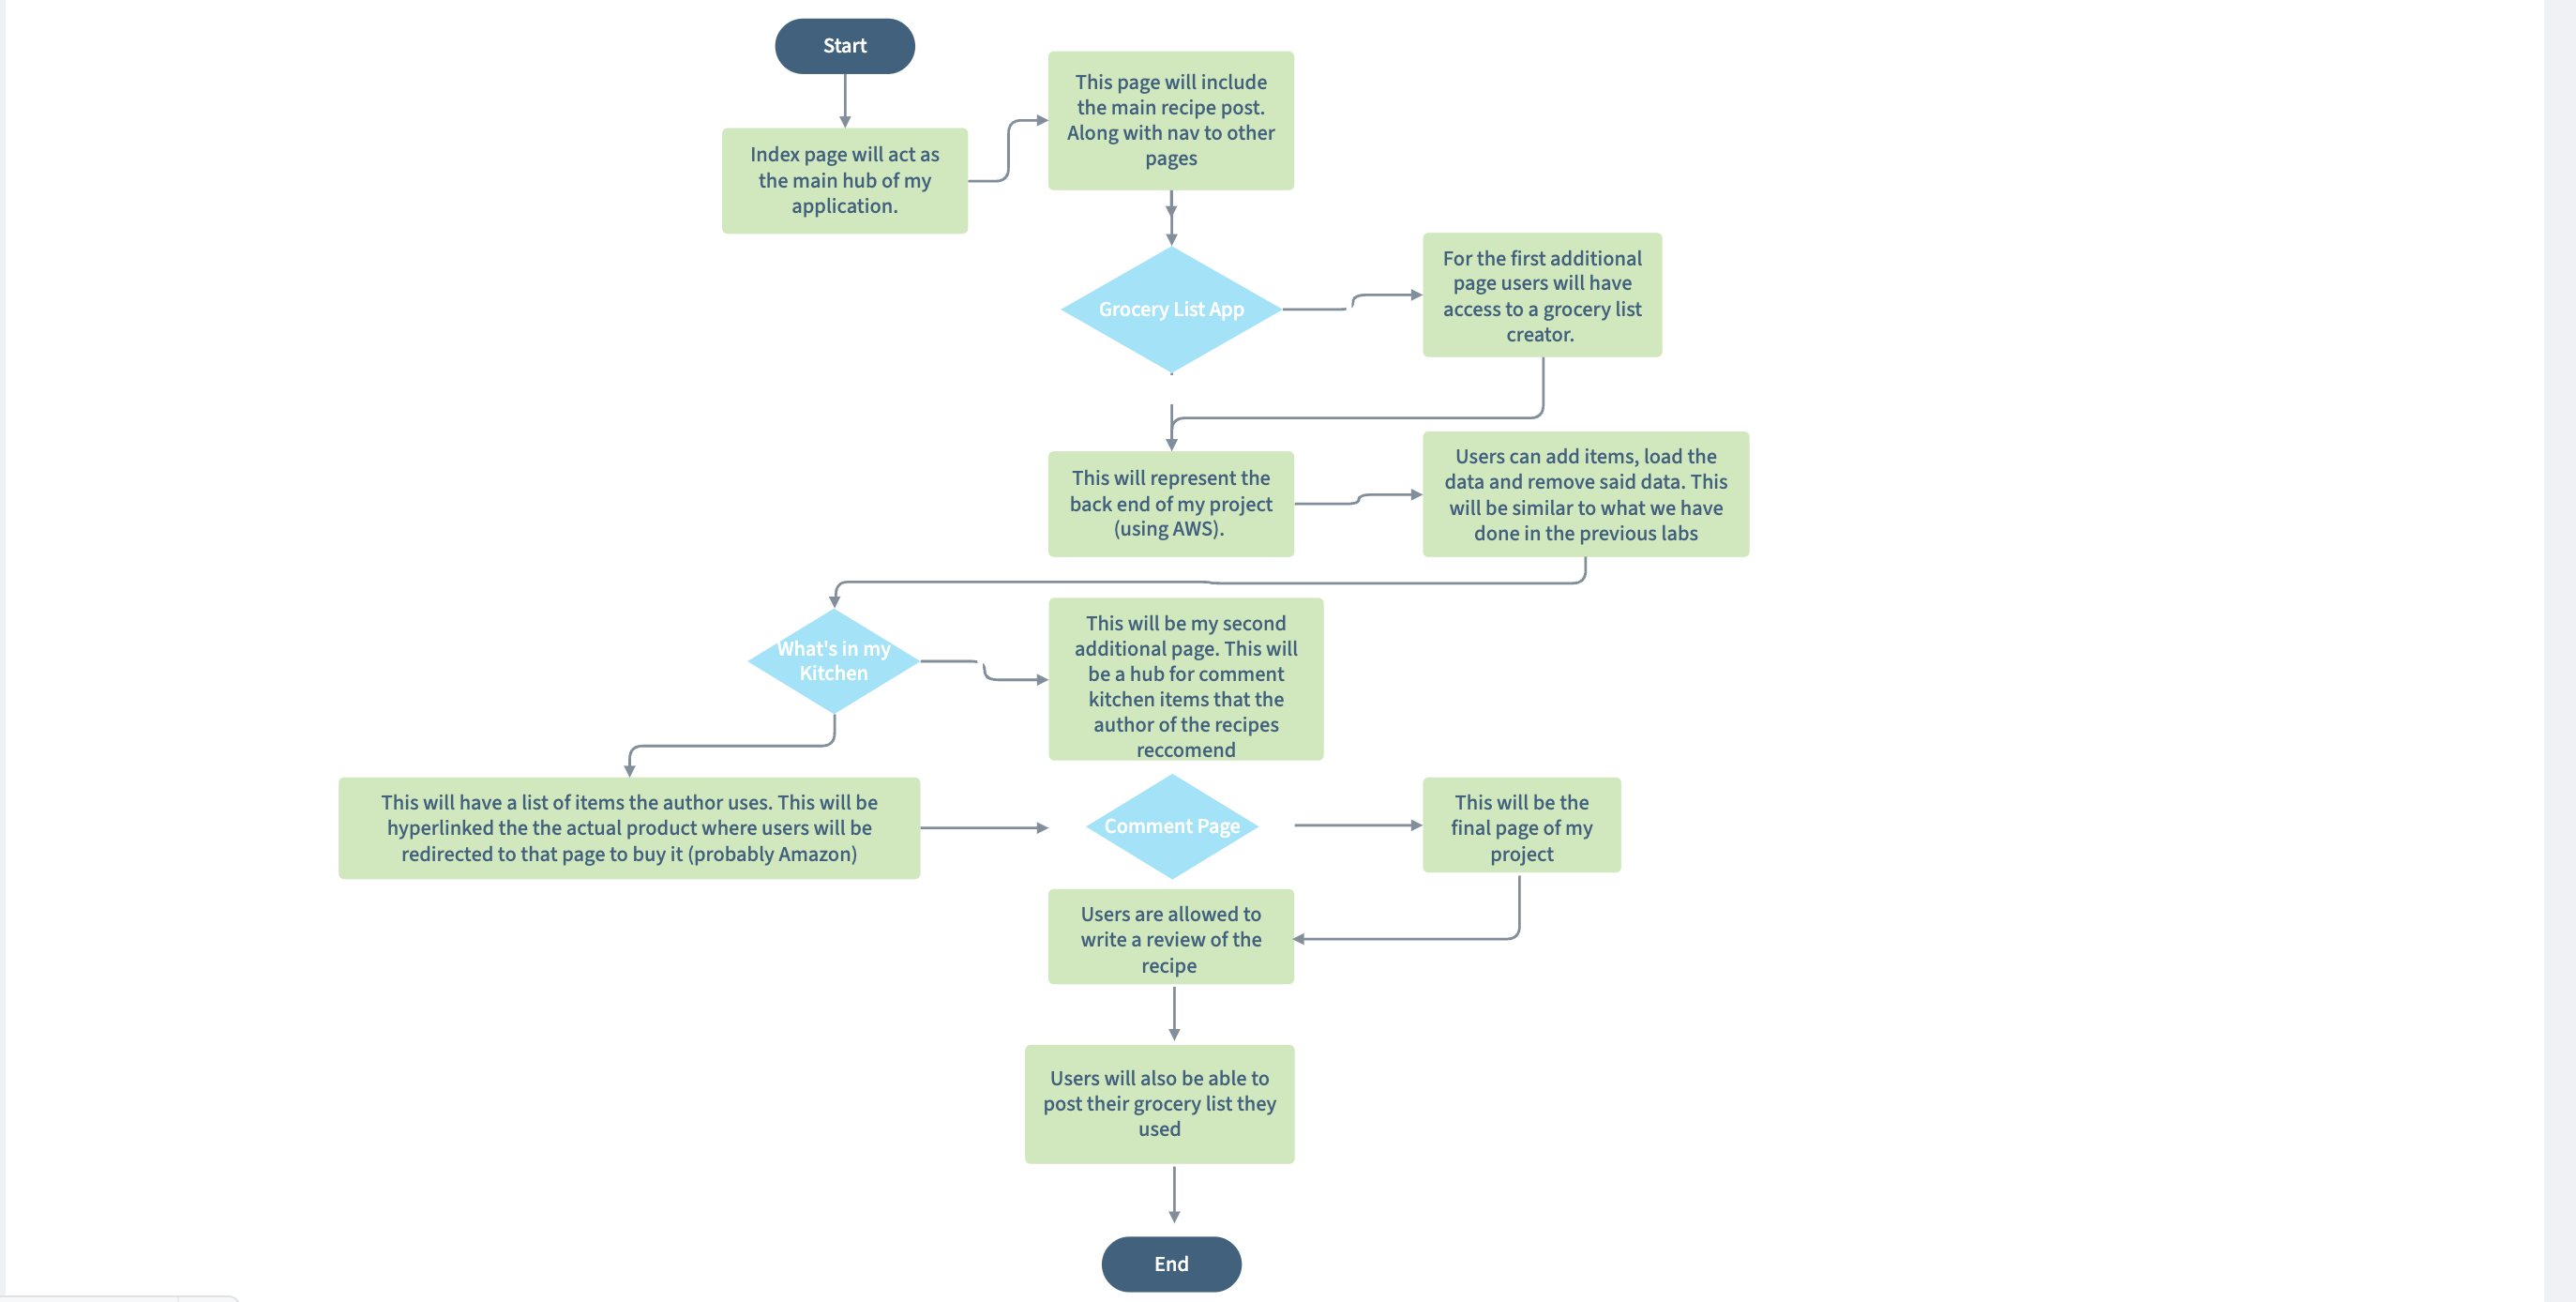 Start
Index page will act as
the main hub of my
application.
This page will include
the main recipe post.
Along with nav to other
pages
Grocery List App
For the first additional
page users will have
access to a grocery list
creator.
This will represent the
back end of my project
(using AWS).
Users can add items, load the
data and remove said data. This
will be similar to what we have
done in the previous labs
What's in my
Kitchen
This will be my second
additional page. This will
be a hub for comment
kitchen items that the
author of the recipes
reccomend
This will have a list of items the author uses. This will be
hyperlinked the the actual product where users will be
redirected to that page to buy it (probably Amazon)
Comment Page
This will be the
final page of my
project
Users are allowed to
write a review of the
recipe
Users will also be able to
post their grocery list they
used
End